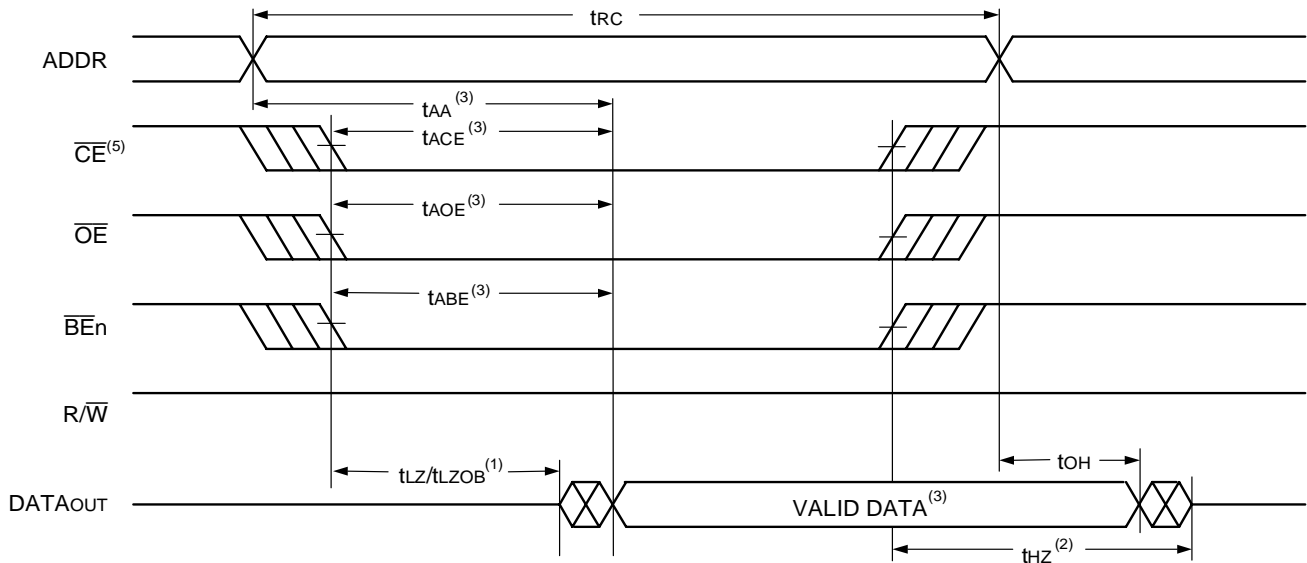 tRC
ADDR
tAA(3)
tACE(3)
CE(5)
tAOE(3)
OE
tABE(3)
BEn
R/W
tLZ/tLZOB(1)
tOH
DATAOUT
VALID DATA(3)
tHZ(2)